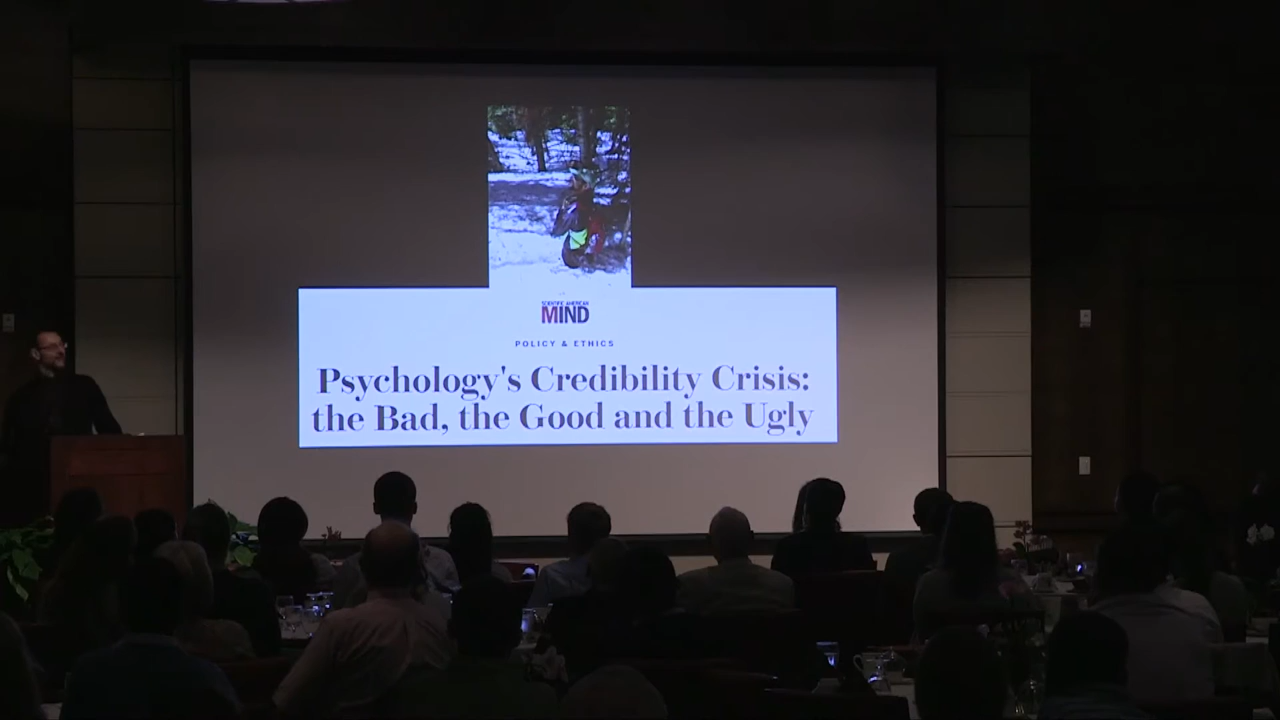 SCIENTIFIC AMERICAN
MIND
POLICY & ETHICS
Psychology's Credibility Crisis:
the Bad, the Good and the Ugly